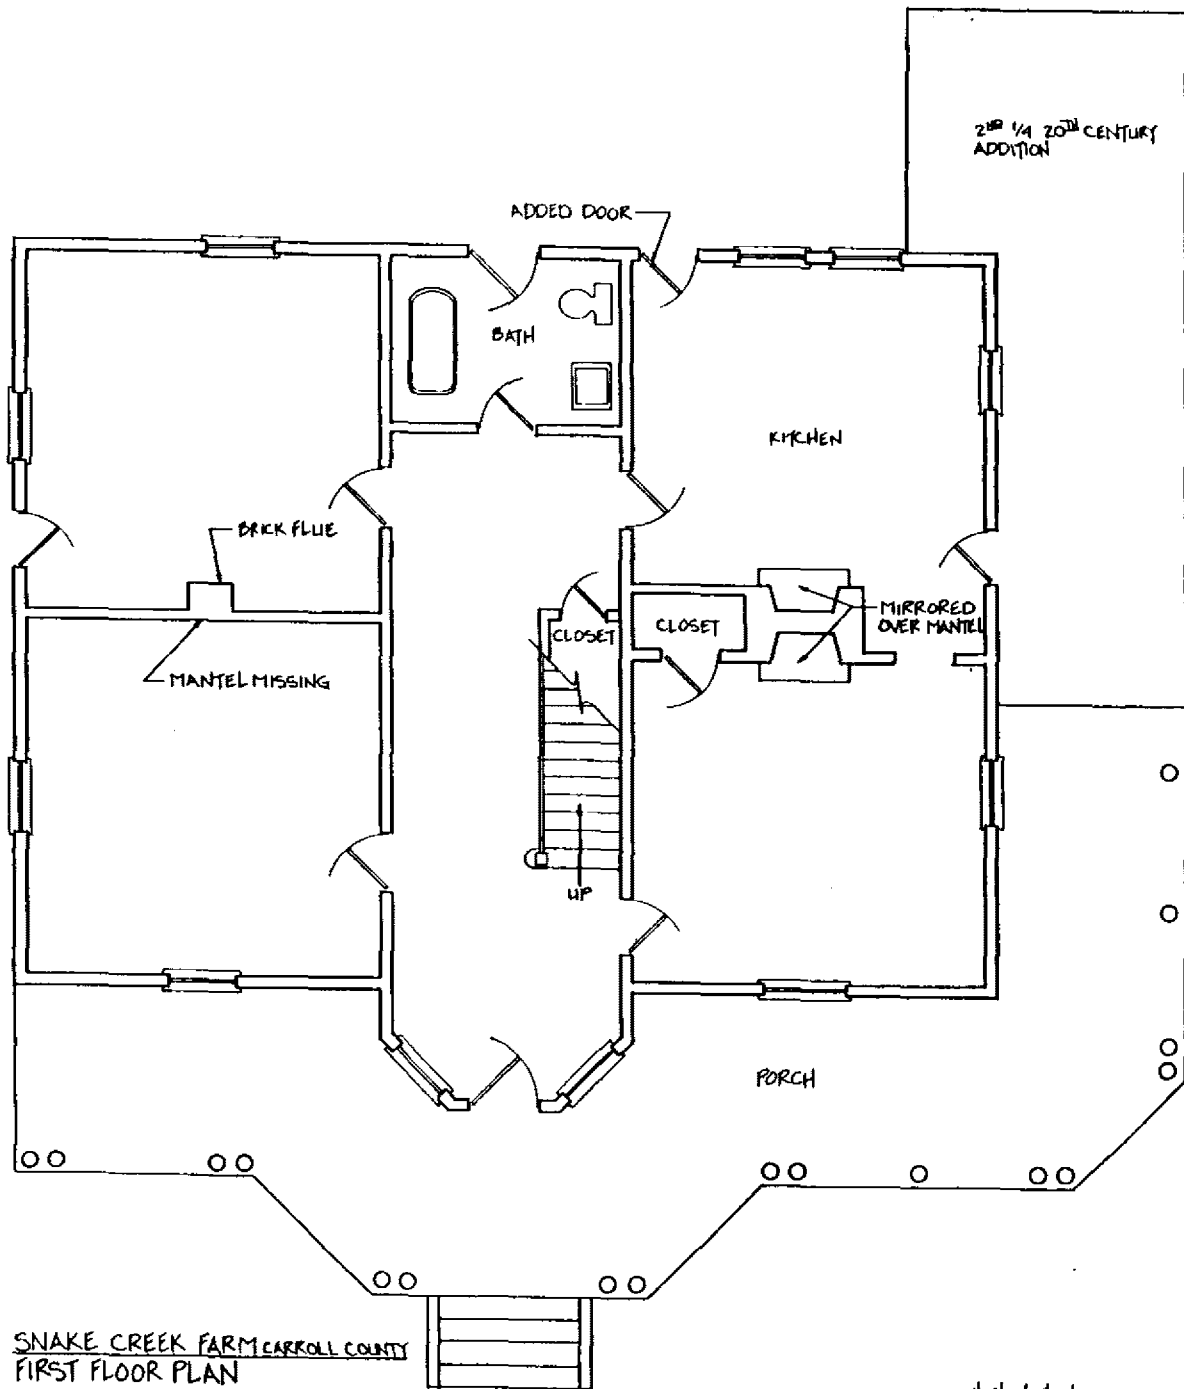 2ND 1/4 20TH CENTURY
ADDITION
ADDED DOOR
BATH
KITCHEN
BRICK FLUE
CLOSET
CLOSET
MIRRORED
OVER MANTEL
MANTEL MISSING
UP
PORCH
SNAKE CREEK FARM CARROLL COUNTY
FIRST FLOOR PLAN